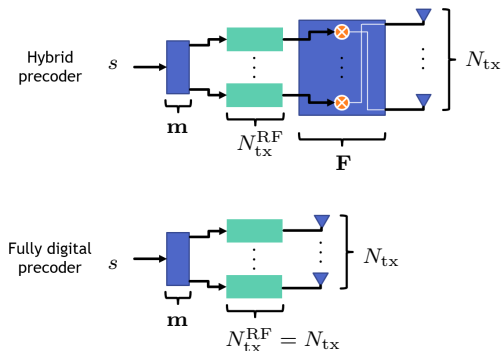 Hybrid
precoder
s
m
N_tx^RF
F
N_tx
Fully digital
precoder
s
m
N_tx^RF = N_tx
N_tx